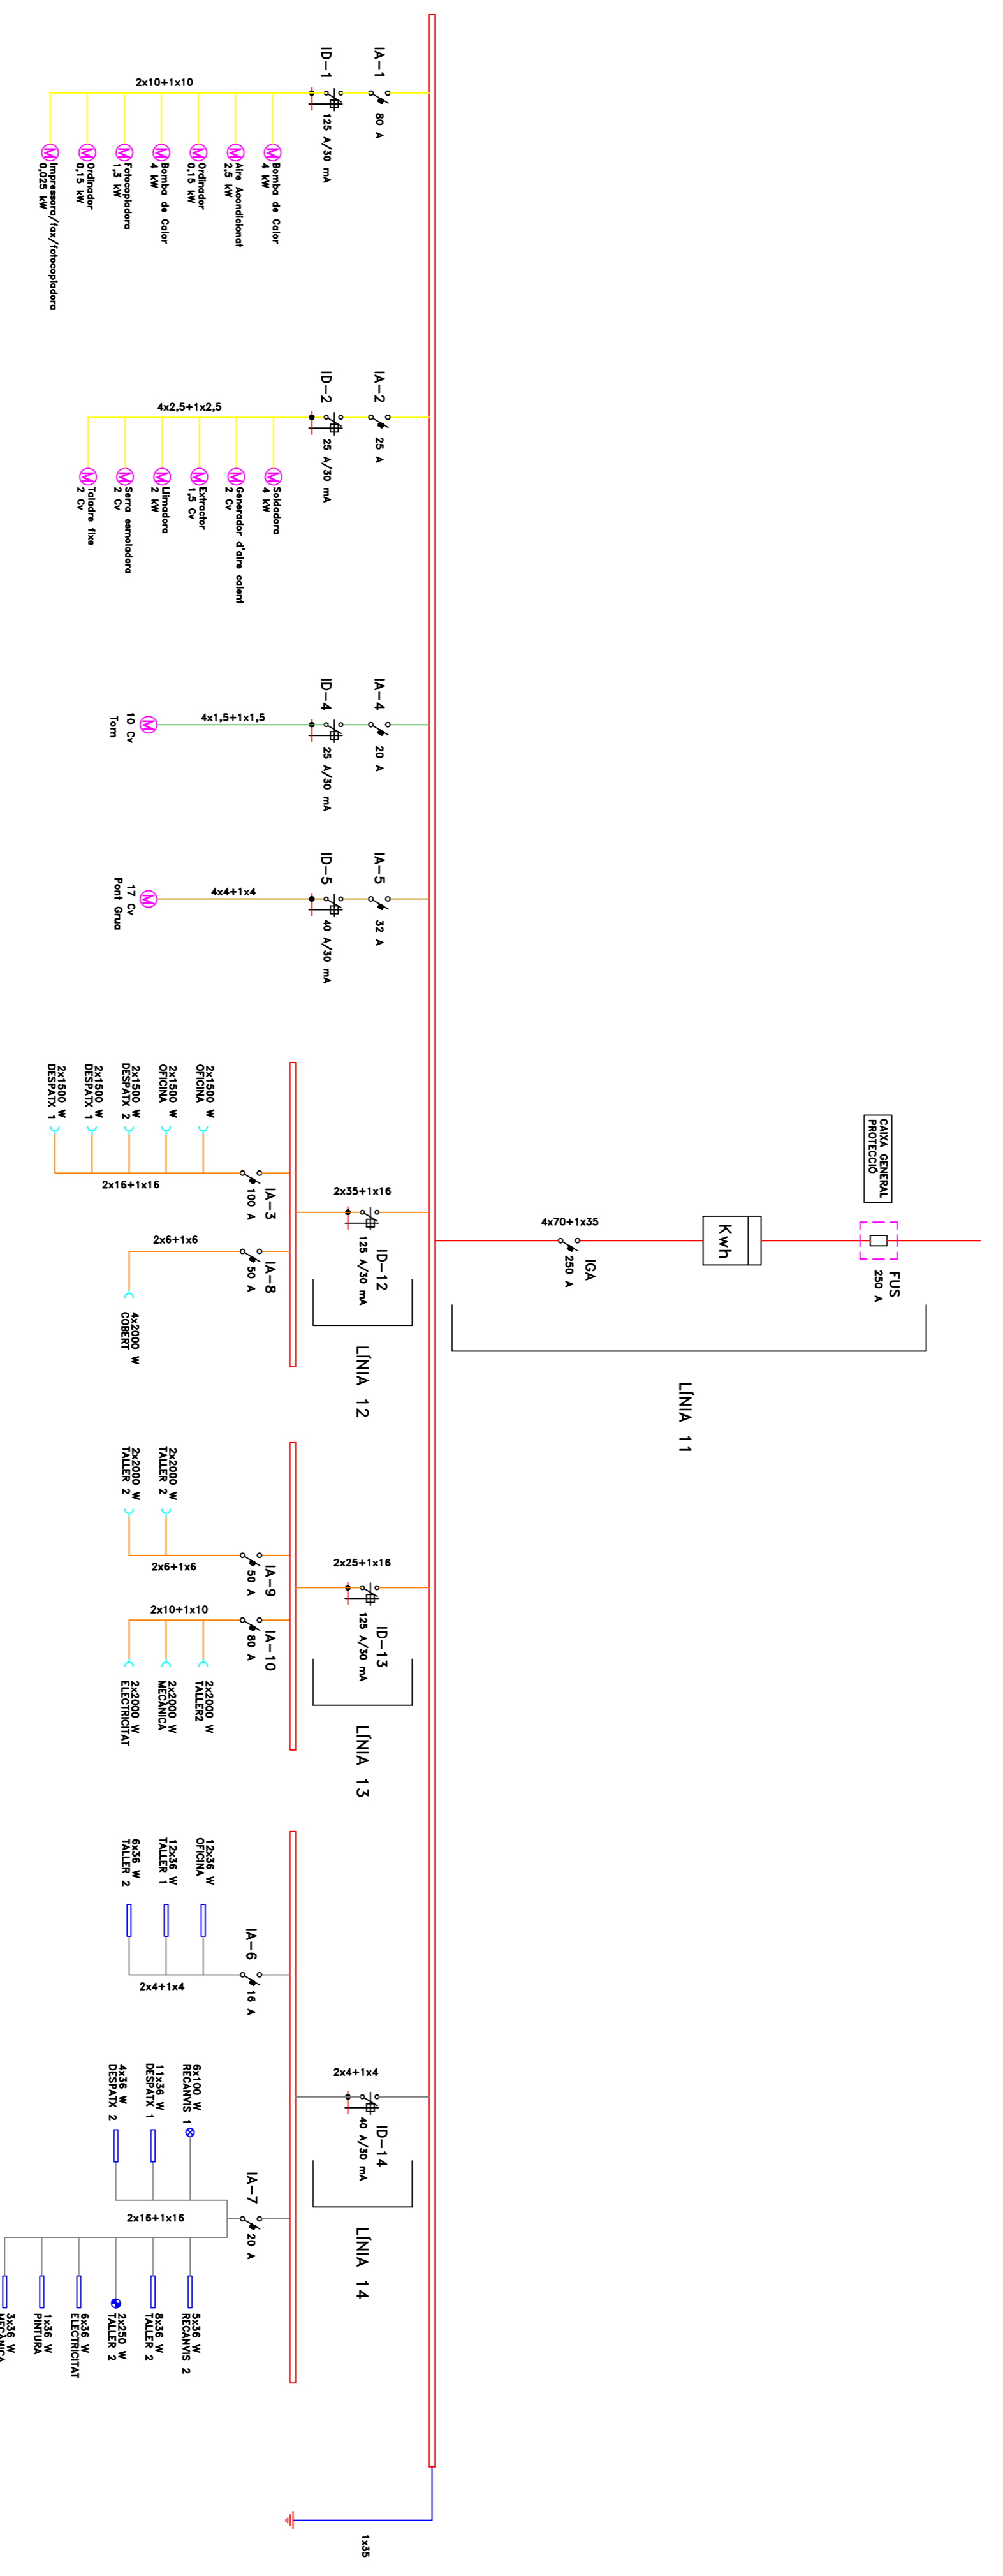 CAIXA GENERAL
PROTECCIÓ
FUS
250 A
Kwh
IGA
250 A
4x70+1x35
LÍNIA 11
IA-1
80 A
ID-1
125 A/30 mA
2x10+1x10
Bomba de Calor
4 kW
Aire Acondicionat
2,5 kW
Ordinador
0,15 kW
Bomba de Calor
4 kW
Fotocopiadora
1,3 kW
Ordinador
0,15 kW
Impressora/fax/fotocopiadora
0,025 kW
IA-2
25 A
ID-2
25 A/30 mA
4x2,5+1x2,5
Soldadora
4 kW
Generador d'aire calent
2 Cv
Extractor
1,5 Cv
Llimadora
2 kW
Serra esmoladora
2 Cv
Taladre fixe
2 Cv
IA-4
20 A
ID-4
25 A/30 mA
4x1,5+1x1,5
10 Cv
Torn
IA-5
32 A
ID-5
40 A/30 mA
4x4+1x4
17 Cv
Pont Grua
2x35+1x16
ID-12
125 A/30 mA
LÍNIA 12
IA-3
100 A
2x16+1x16
2x1500 W
OFICINA
2x1500 W
OFICINA
2x1500 W
DESPATX 2
2x1500 W
DESPATX 1
2x1500 W
DESPATX 1
IA-8
50 A
2x6+1x6
4x2000 W
COBERT
2x25+1x16
ID-13
125 A/30 mA
LÍNIA 13
IA-9
50 A
2x6+1x6
2x2000 W
TALLER 2
2x2000 W
TALLER 2
IA-10
80 A
2x10+1x10
2x2000 W
TALLER2
2x2000 W
MECÀNICA
2x2000 W
ELECTRICITAT
2x4+1x4
ID-14
40 A/30 mA
LÍNIA 14
IA-6
16 A
2x4+1x4
12x36 W
OFICINA
12x36 W
TALLER 1
6x36 W
TALLER 2
IA-7
20 A
2x16+1x16
6x100 W
RECANVIS 1
11x36 W
DESPATX 1
4x36 W
DESPATX 2
5x36 W
RECANVIS 2
8x36 W
TALLER 2
2x250 W
TALLER 2
6x36 W
ELECTRICITAT
1x36 W
PINTURA
3x36 W
MECÀNICA
1x35